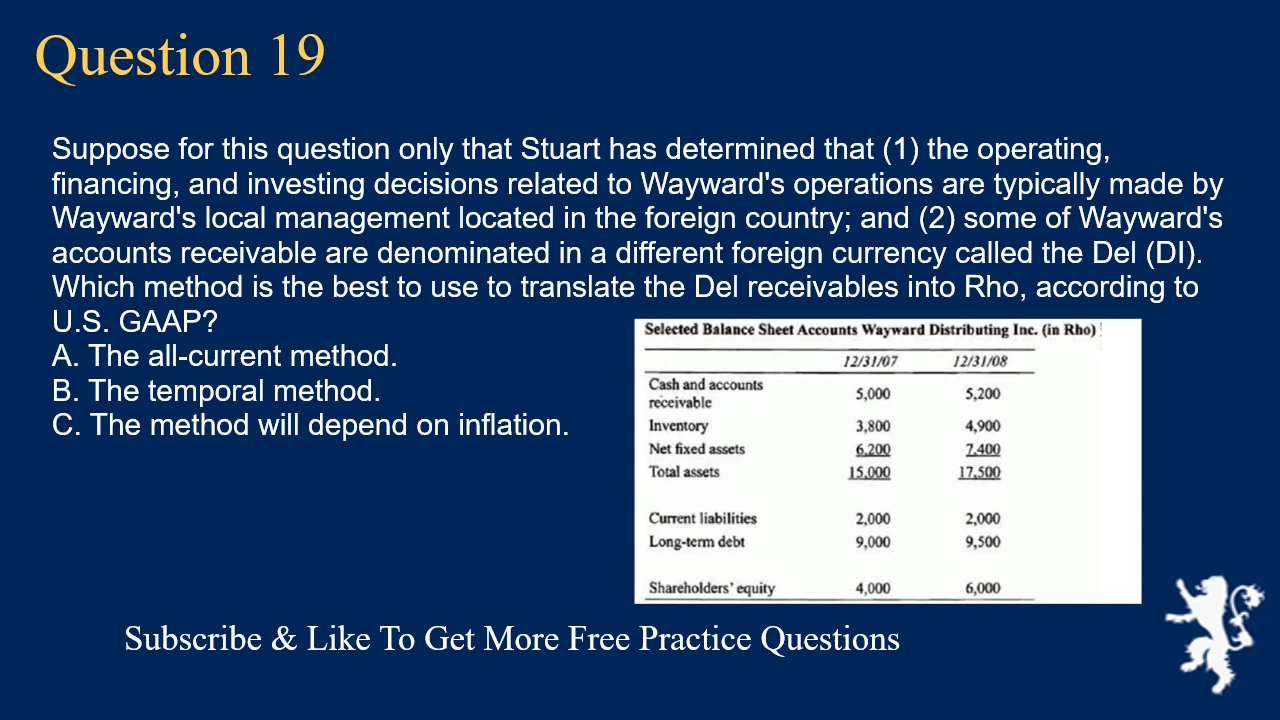 Question 19
Suppose for this question only that Stuart has determined that (1) the operating,
financing, and investing decisions related to Wayward's operations are typically made by
Wayward's local management located in the foreign country; and (2) some of Wayward's
accounts receivable are denominated in a different foreign currency called the Del (DI).
Which method is the best to use to translate the Del receivables into Rho, according to
U.S. GAAP?
A. The all-current method.
B. The temporal method.
C. The method will depend on inflation.
Selected Balance Sheet Accounts Wayward Distributing Inc. (in Rho)
12/31/07 12/31/08
Cash and accounts
receivable 5,000 5,200
Inventory 3,800 4,900
Net fixed assets 6,200 7,400
Total assets 15,000 17,500
Current liabilities 2,000 2,000
Long-term debt 9,000 9,500
Shareholders' equity 4,000 6,000
Subscribe & Like To Get More Free Practice Questions